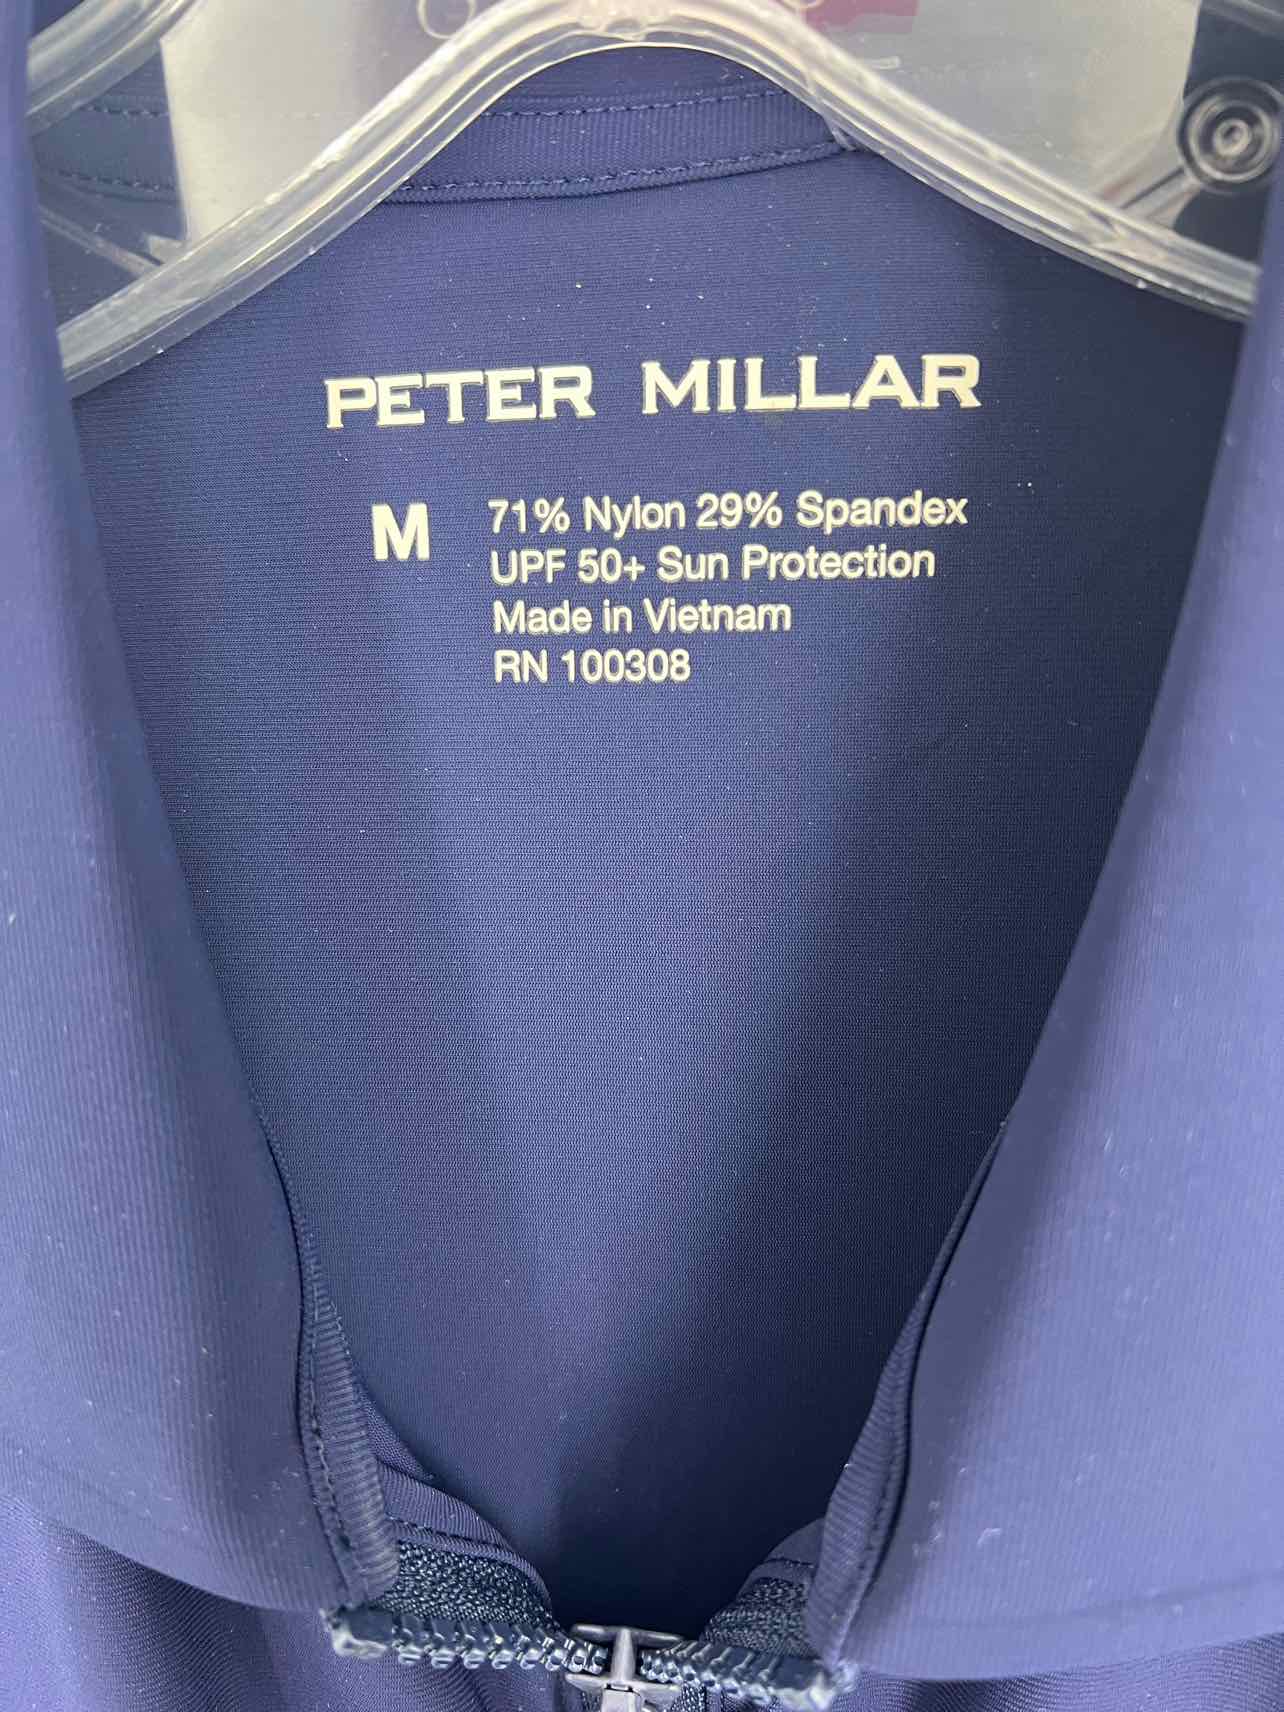 PETER MILLAR
M
71% Nylon 29% Spandex
UPF 50+ Sun Protection
Made in Vietnam
RN 100308